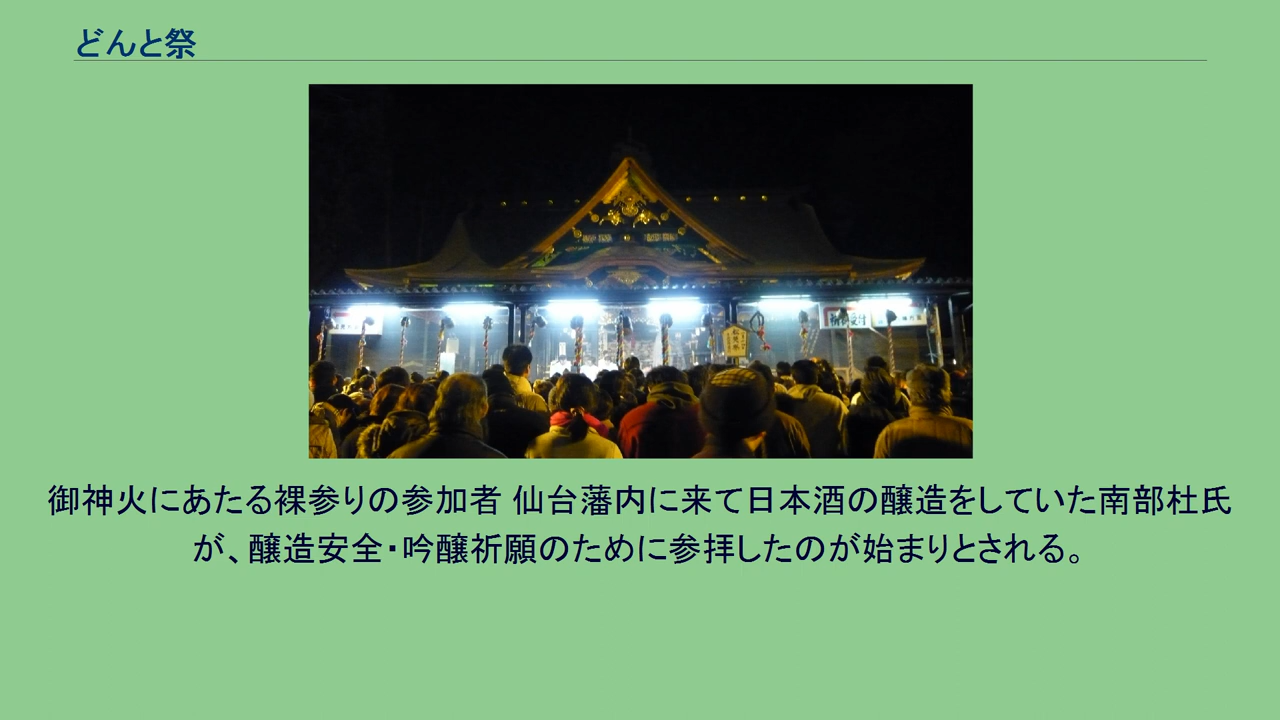 どんと祭
御神火にあたる裸参りの参加者 仙台藩内に来て日本酒の醸造をしていた南部杜氏
が、醸造安全・吟醸祈願のために参拝したのが始まりとされる。